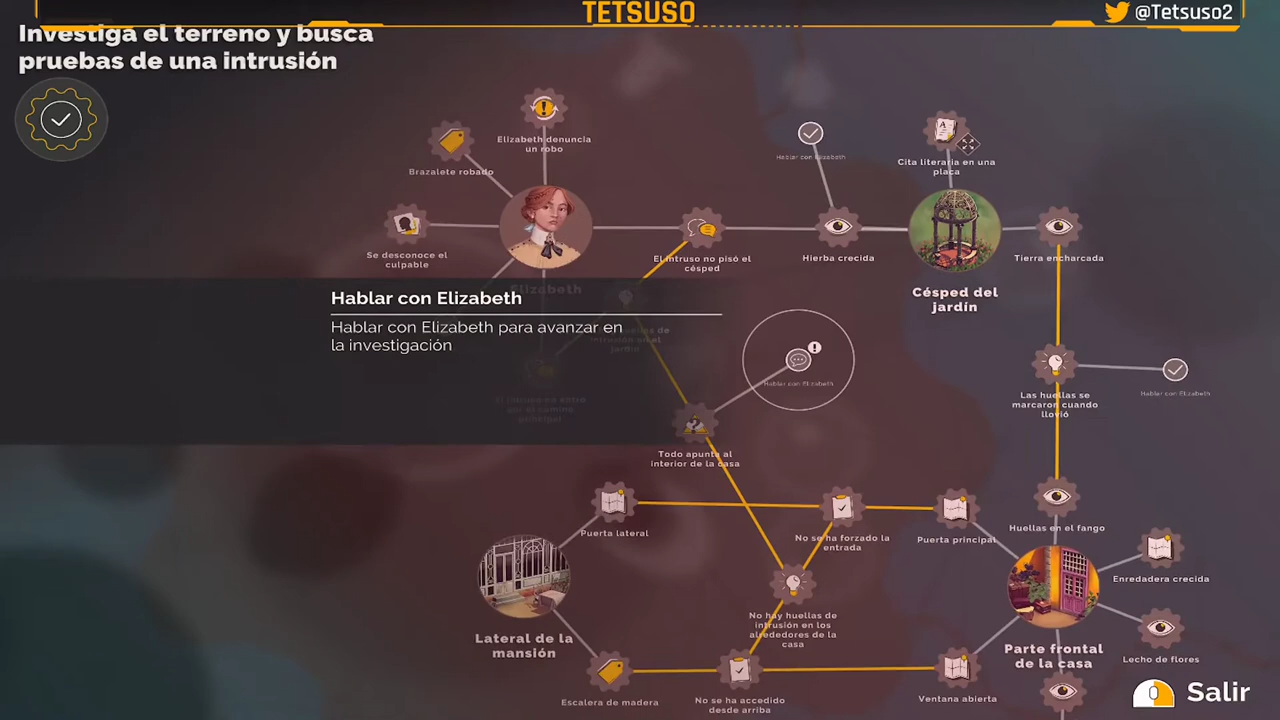 TETSUSO
@Tetsuso2
Investiga el terreno y busca
pruebas de una intrusión
Elizabeth denuncia
un robo
Brazalete robado
Hablar con Elizabeth
Cita literaria en una
placa
Se desconoce el
culpable
El intruso no pisó el
césped
Hierba crecida
Tierra encharcada
Elizabeth
Césped del
jardín
Hablar con Elizabeth
Hablar con Elizabeth para avanzar en
la investigación
Hablar con Elizabeth
Las huellas se
marcaron cuando
llovió
Hablar con Elizabeth
Todo apunta al
interior de la casa
Puerta lateral
No se ha forzado la
entrada
Puerta principal
Huellas en el fango
Enredadera crecida
Lateral de la
mansión
No hay huellas de
intrusión en los
alrededores de la
casa
Parte frontal
de la casa
Lecho de flores
Escalera de madera
No se ha accedido
desde arriba
Ventana abierta
Salir